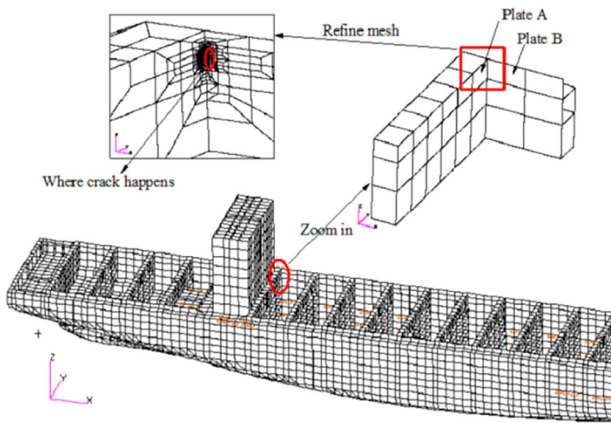 Plate A
Refine mesh
Plate B
Where crack happens
Zoom in
Z
Y
X